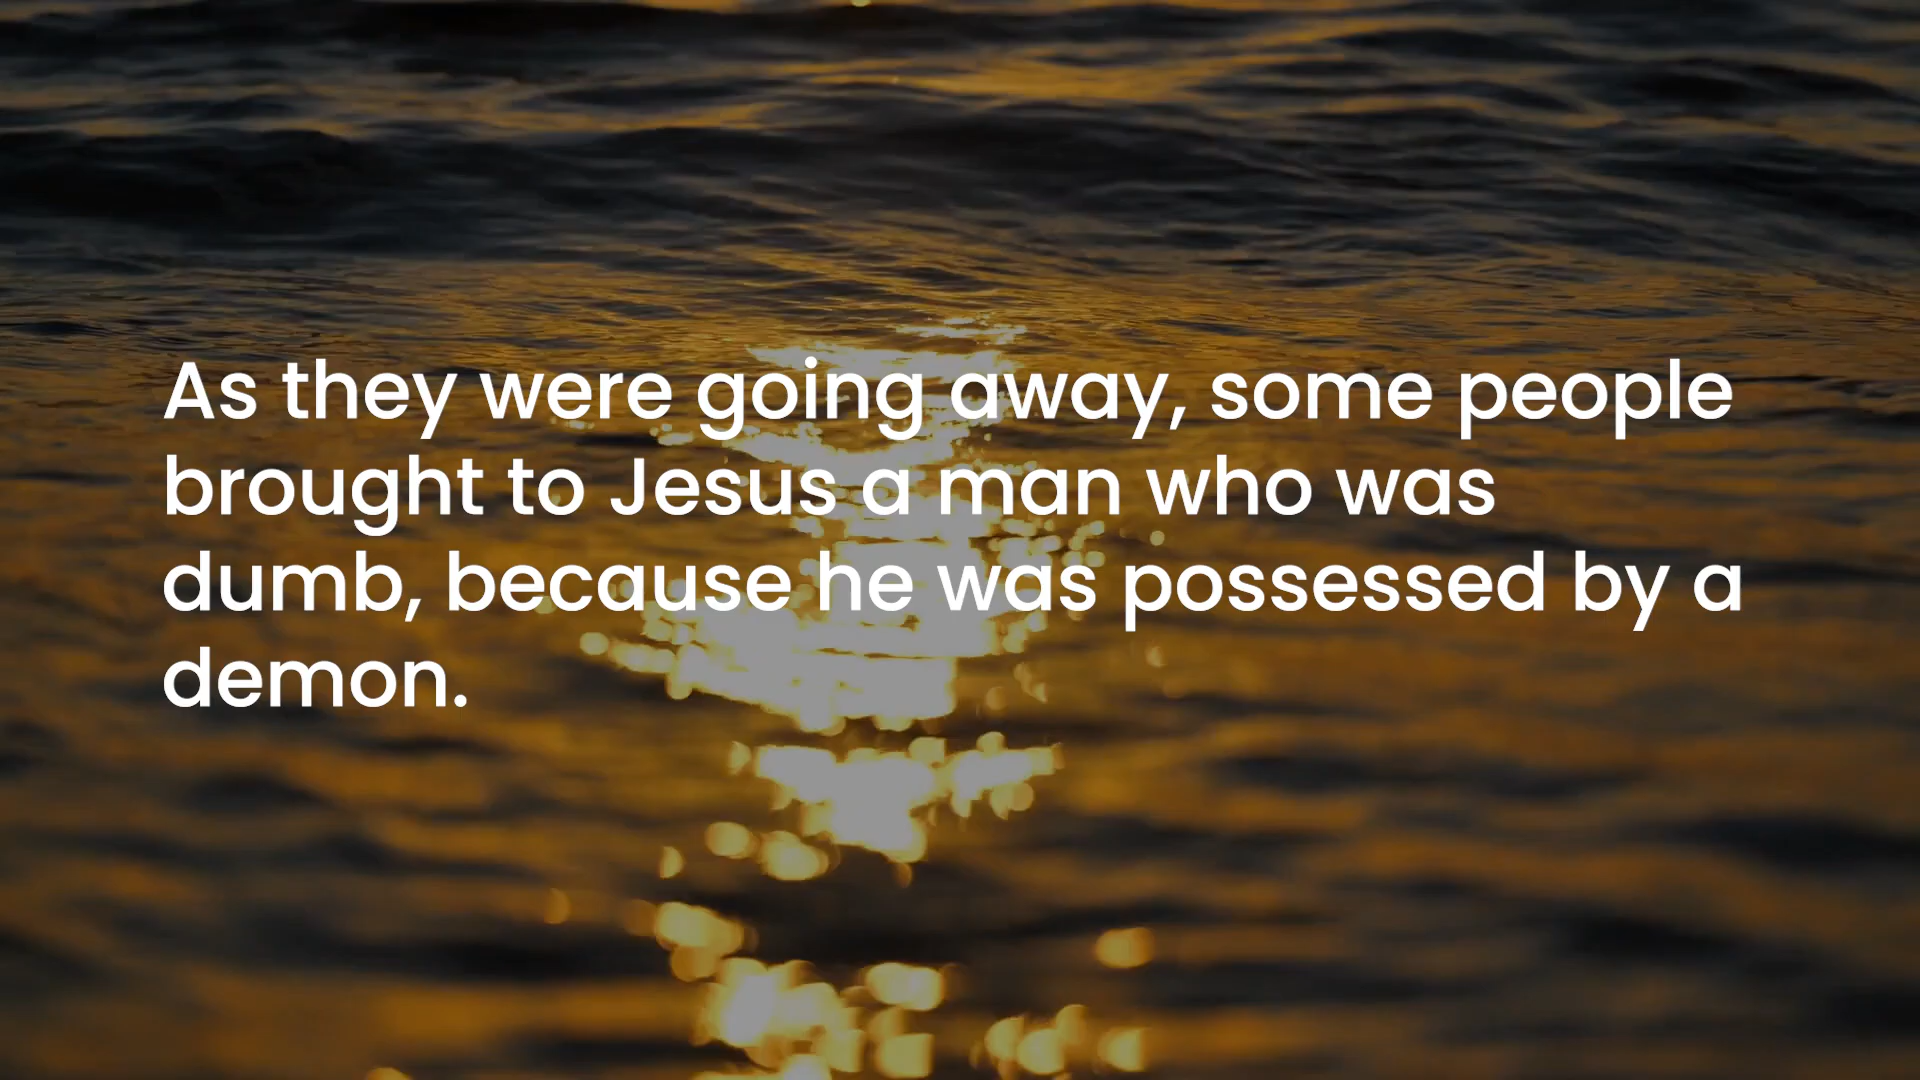 As they were going away, some people
brought to Jesus a man who was
dumb, because he was possessed by a
demon.